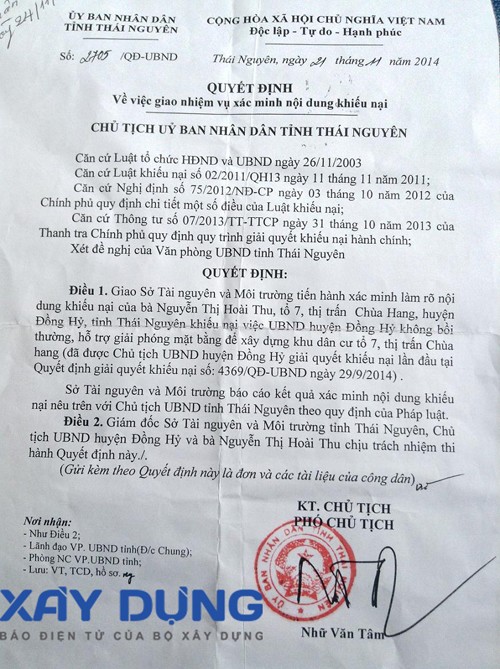 ỦY BAN NHÂN DÂN
TỈNH THÁI NGUYÊN
CỘNG HÒA XÃ HỘI CHỦ NGHĨA VIỆT NAM
Độc lập - Tự do - Hạnh phúc
Số: 2705 /QĐ-UBND
Thái Nguyên, ngày 21 tháng 11 năm 2014
QUYẾT ĐỊNH
Về việc giao nhiệm vụ xác minh nội dung khiếu nại
CHỦ TỊCH UỶ BAN NHÂN DÂN TỈNH THÁI NGUYÊN
Căn cứ Luật tổ chức HĐND và UBND ngày 26/11/2003
Căn cứ Luật khiếu nại số 02/2011/QH13 ngày 11 tháng 11 năm 2011;
Căn cứ Nghị định số 75/2012/NĐ-CP ngày 03 tháng 10 năm 2012 của
Chính phủ quy định chi tiết một số điều của Luật khiếu nại;
Căn cứ Thông tư số 07/2013/TT-TTCP ngày 31 tháng 10 năm 2013 của
Thanh tra Chính phủ quy định quy trình giải quyết khiếu nại hành chính;
Xét đề nghị của Văn phòng UBND tỉnh Thái Nguyên
QUYẾT ĐỊNH:
Điều 1. Giao Sở Tài nguyên và Môi trường tiến hành xác minh làm rõ nội
dung khiếu nại của bà Nguyễn Thị Hoài Thu, tổ 7, thị trấn Chùa Hang, huyện
Đồng Hỷ, tỉnh Thái Nguyên khiếu nại việc UBND huyện Đồng Hỷ không bồi
thường, hỗ trợ giải phóng mặt bằng để xây dựng khu dân cư tổ 7, thị trấn Chùa
hang (đã được Chủ tịch UBND huyện Đồng Hỷ giải quyết khiếu nại lần đầu tại
Quyết định giải quyết khiếu nại số: 4369/QĐ-UBND ngày 29/9/2014) .
Sở Tài nguyên và Môi trường báo cáo kết quả xác minh nội dung khiếu
nại nêu trên với Chủ tịch UBND tỉnh Thái Nguyên theo quy định của Pháp luật.
Điều 2. Giám đốc Sở Tài nguyên và Môi trường tỉnh Thái Nguyên, Chủ
tịch UBND huyện Đồng Hỷ và bà Nguyễn Thị Hoài Thu chịu trách nhiệm thi
hành Quyết định này./.
(Gửi kèm theo Quyết định này là đơn và các tài liệu của công dân)
KT. CHỦ TỊCH
PHÓ CHỦ TỊCH
Nơi nhận:
- Như Điều 2;
- Lãnh đạo VP. UBND tỉnh(Đ/c Chung);
- Phòng NC VP.UBND tỉnh;
- Lưu: VT, TCD, hồ sơ.
XÂY DỰNG
BÁO ĐIỆN TỬ CỦA BỘ XÂY DỰNG
Nhữ Văn Tâm